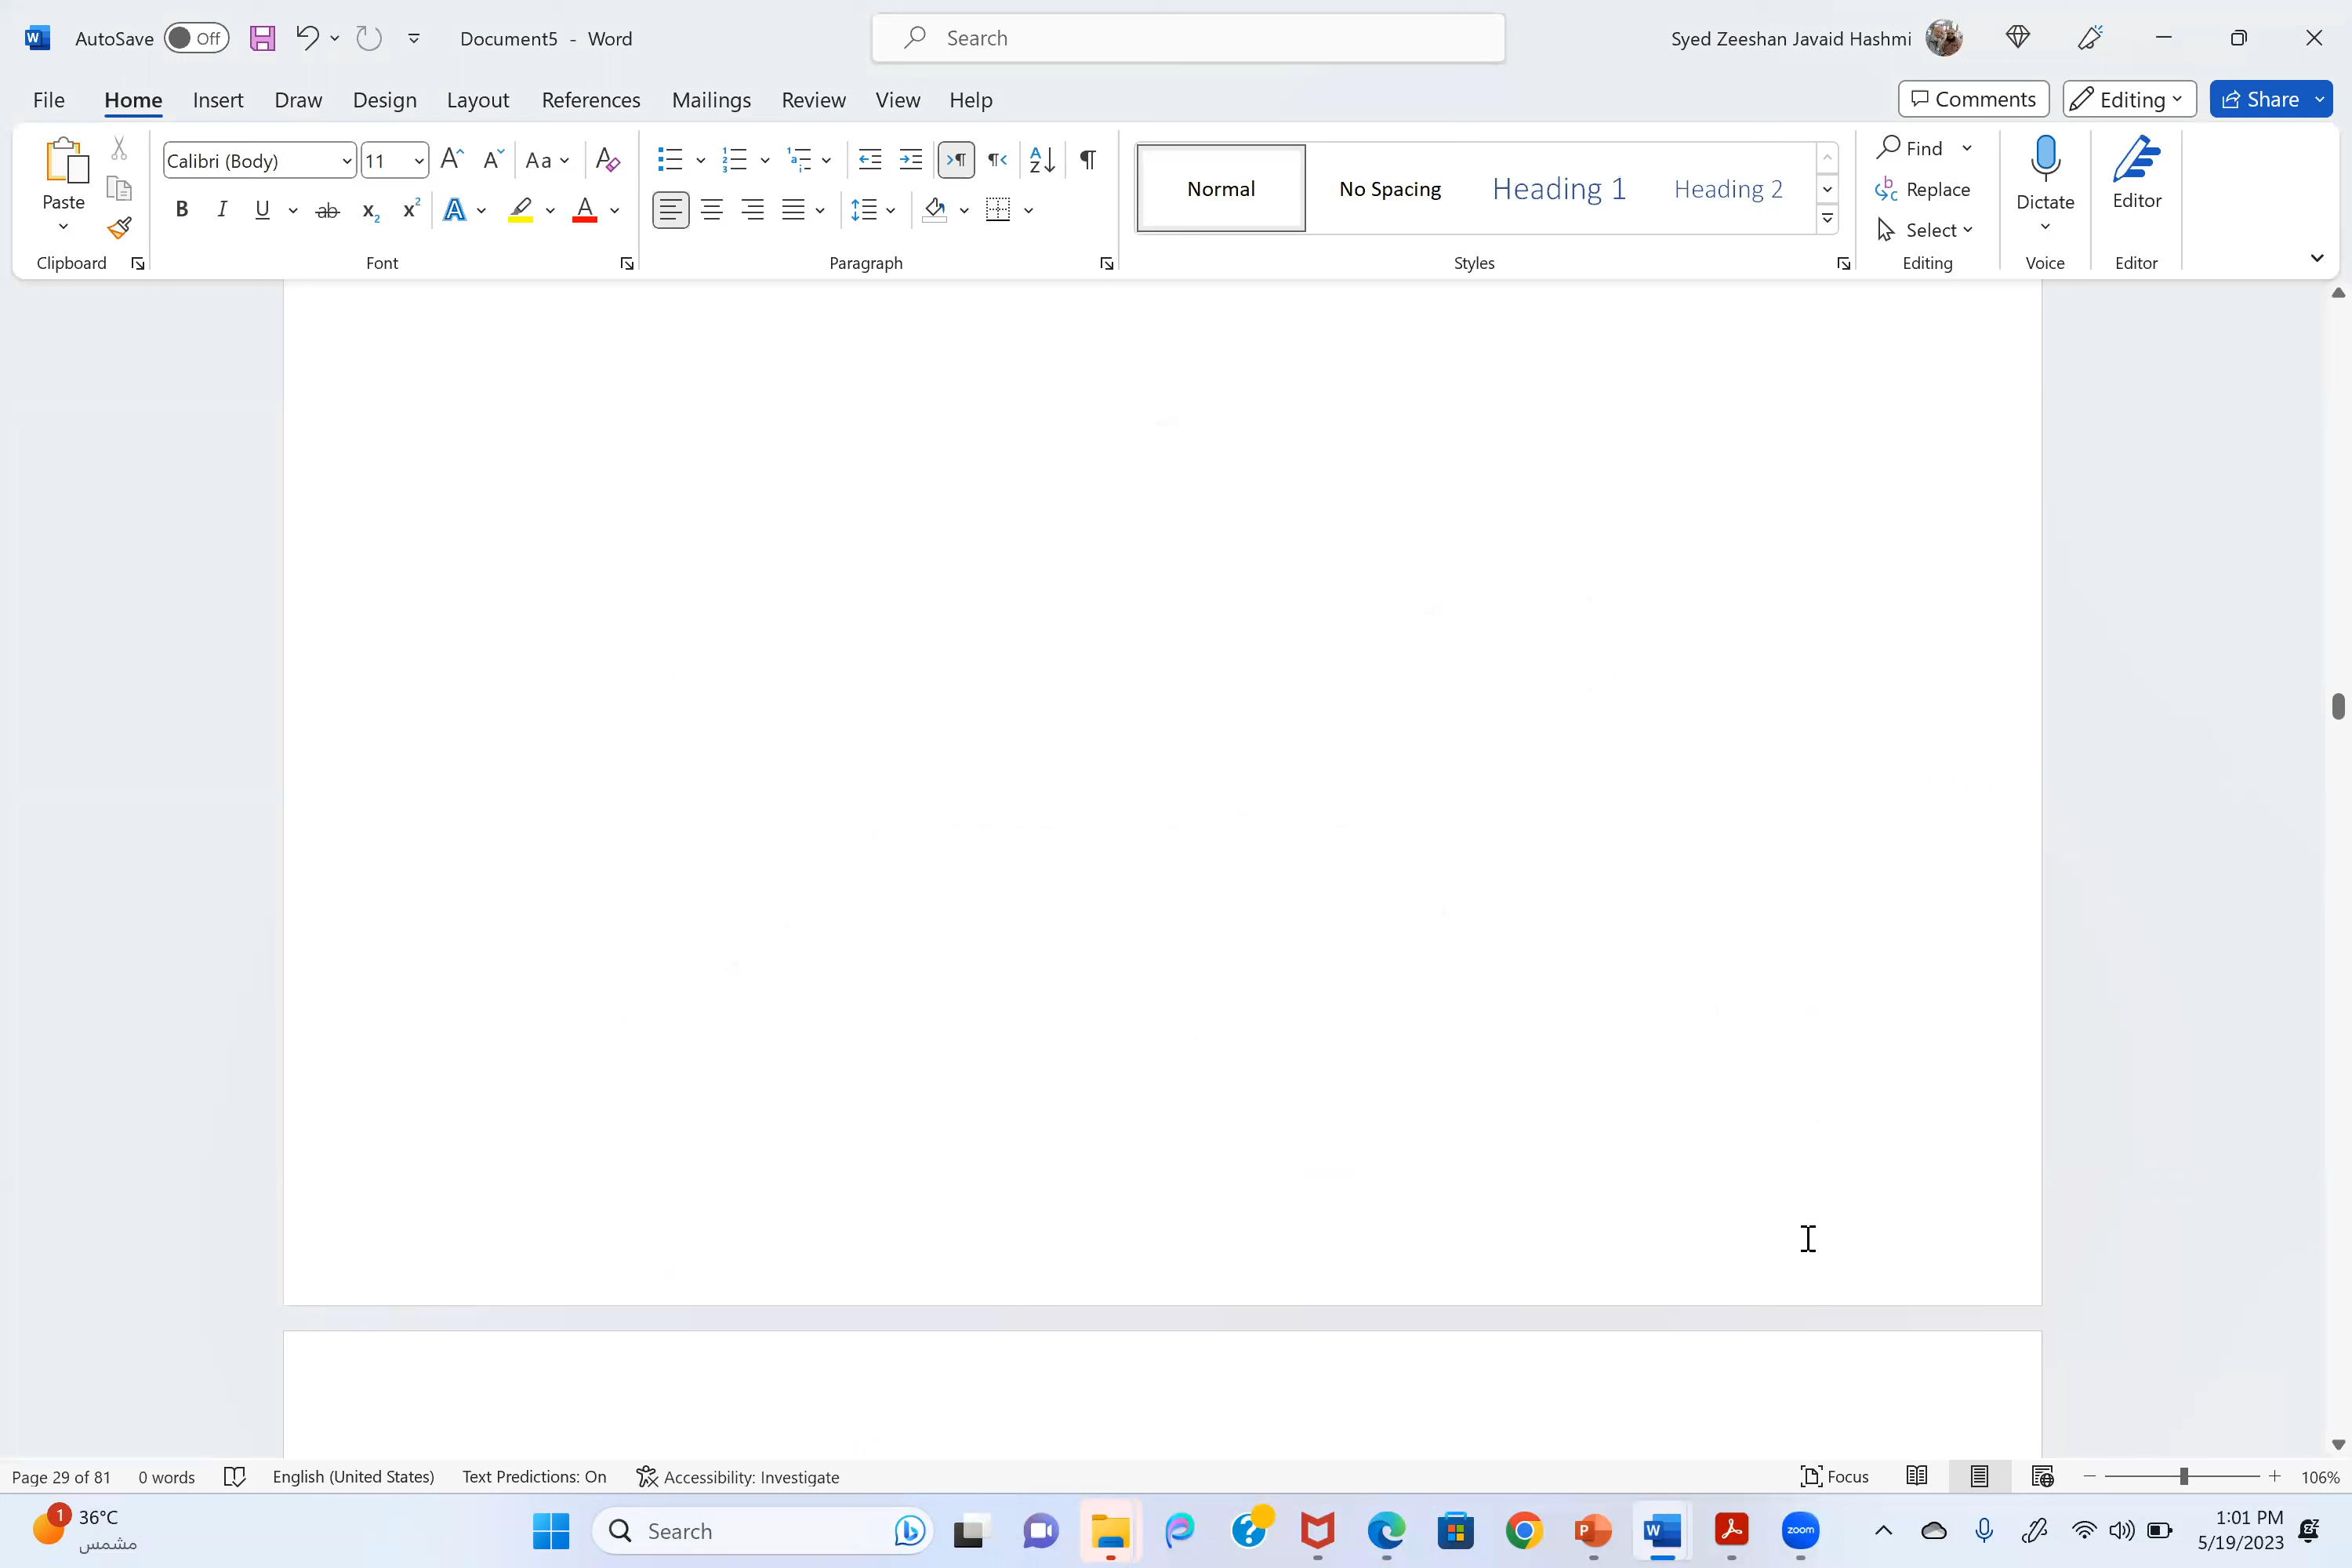 AutoSave Off Document5 - Word Search Syed Zeeshan Javaid Hashmi
File Home Insert Draw Design Layout References Mailings Review View Help Comments Editing Share
Paste Calibri (Body) 11 Aa Normal No Spacing Heading 1 Heading 2 Find Replace Select Dictate Editor
Clipboard Font Paragraph Styles Editing Voice Editor
Page 29 of 81 0 words English (United States) Text Predictions: On Accessibility: Investigate Focus 106%
1 36°C Search zoom 1:01 PM
مشمس 5/19/2023